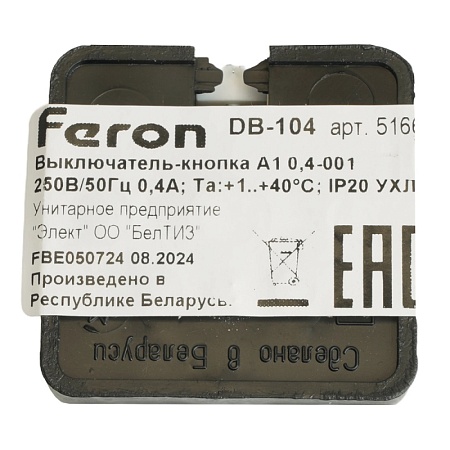 feron DB-104 арт. 5166
Выключатель-кнопка А1 0,4-001
250В/50Гц 0,4А; Та:+1..+40°С; IP20 УХЛ
Унитарное предприятие
"Элект" ОО "БелТИЗ"
FBE050724 08.2024
Произведено в
Республике Беларусь.
EAC
Сделано в Беларуси